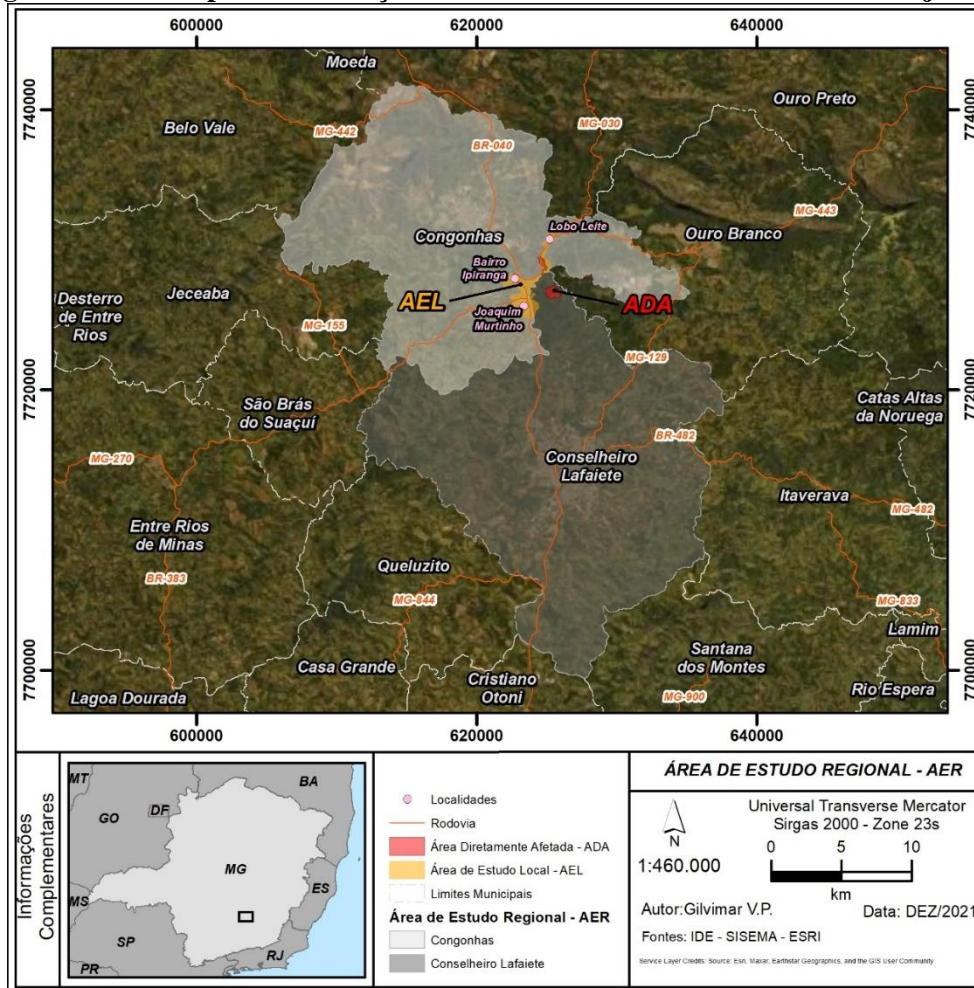 600000
620000
640000
7740000
7740000
7720000
7720000
7700000
7700000
Moeda
Ouro Preto
Belo Vale
MG-442
MG-030
BR-040
MG-443
Lobo Leite
Congonhas
Ouro Branco
Bairro
Ipiranga
Jeceaba
Desterro
de Entre
Rios
AEL
ADA
Joaquim
Murtinho
MG-155
MG-129
Catas Altas
da Noruega
São Brás
do Suaçuí
BR-482
MG-270
Conselheiro
Lafaiete
Itaverava
MG-482
Entre Rios
de Minas
Queluzito
BR-383
MG-844
MG-833
Lamim
Santana
dos Montes
Casa Grande
Cristiano
Otoni
Lagoa Dourada
MG-900
Rio Espera
600000
620000
640000
Informações
Complementares
MT
BA
GO
DF
MG
MS
ES
SP
RJ
PR
Localidades
Rodovia
Área Diretamente Afetada - ADA
Área de Estudo Local - AEL
Limites Municipais
Área de Estudo Regional - AER
Congonhas
Conselheiro Lafaiete
ÁREA DE ESTUDO REGIONAL - AER
N
1:460.000
Universal Transverse Mercator
Sirgas 2000 - Zone 23s
0 5 10
km
Autor:Gilvimar V.P.
Data: DEZ/2021
Fontes: IDE - SISEMA - ESRI
Service Layer Credits: Source: Esri, Maxar, Earthstar Geographics, and the GIS User Community